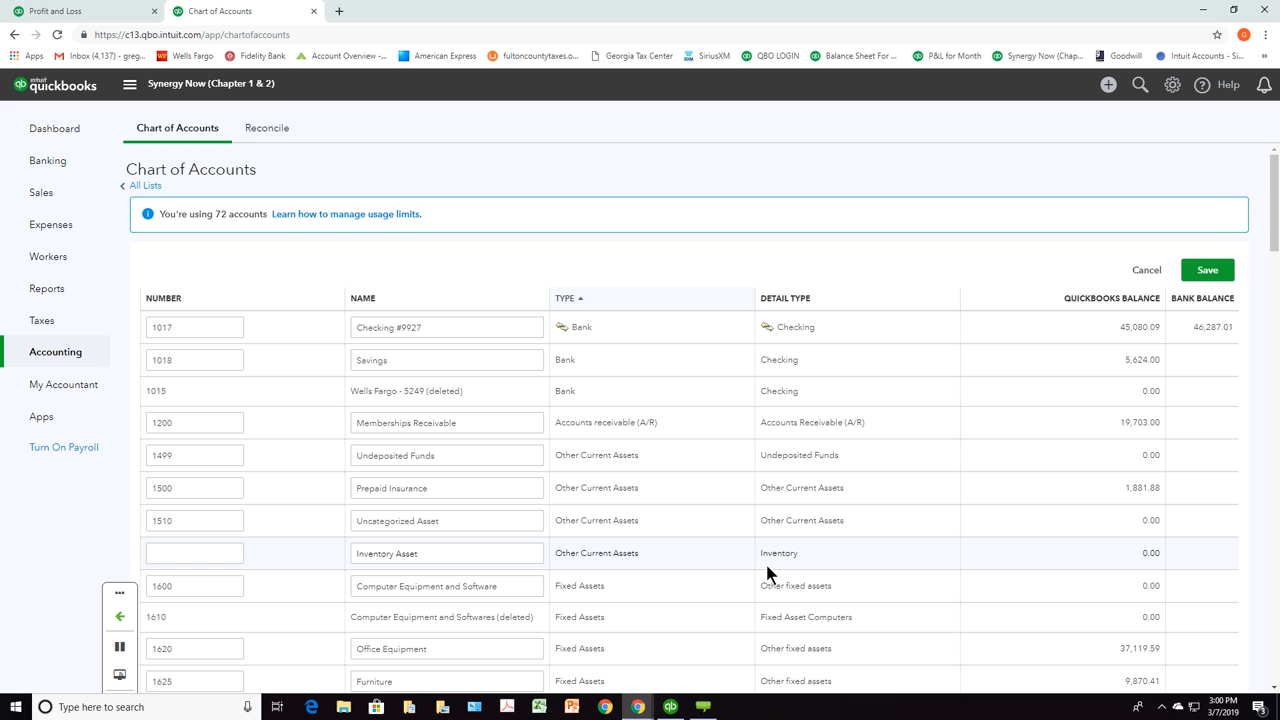 Profit and Loss
Chart of Accounts
https://c13.qbo.intuit.com/app/chartofaccounts
G
Apps
Inbox (4,137) - greg...
Wells Fargo
Fidelity Bank
Account Overview -...
American Express
fultoncountytaxes.o...
Georgia Tax Center
SiriusXM
QBO LOGIN
Balance Sheet For ...
P&L for Month
Synergy Now (Chap...
Goodwill
Intuit Accounts - Si...
»
intuit quickbooks
Synergy Now (Chapter 1 & 2)
Help
Dashboard
Banking
Sales
Expenses
Workers
Reports
Taxes
Accounting
My Accountant
Apps
Turn On Payroll
Chart of Accounts Reconcile
Chart of Accounts
All Lists
You're using 72 accounts Learn how to manage usage limits.
Cancel Save
NUMBER NAME TYPE DETAIL TYPE QUICKBOOKS BALANCE BANK BALANCE
1017 Checking #9927 Bank Checking 45,080.09 46,287.01
1018 Savings Bank Checking 5,624.00
1015 Wells Fargo - 5249 (deleted) Bank Checking 0.00
1200 Memberships Receivable Accounts receivable (A/R) Accounts Receivable (A/R) 19,703.00
1499 Undeposited Funds Other Current Assets Undeposited Funds 0.00
1500 Prepaid Insurance Other Current Assets Other Current Assets 1,881.88
1510 Uncategorized Asset Other Current Assets Other Current Assets 0.00
Inventory Asset Other Current Assets Inventory 0.00
1600 Computer Equipment and Software Fixed Assets Other fixed assets 0.00
1610 Computer Equipment and Softwares (deleted) Fixed Assets Fixed Asset Computers 0.00
1620 Office Equipment Fixed Assets Other fixed assets 37,119.59
1625 Furniture Fixed Assets Other fixed assets 9,870.41
Type here to search
3:00 PM
3/7/2019